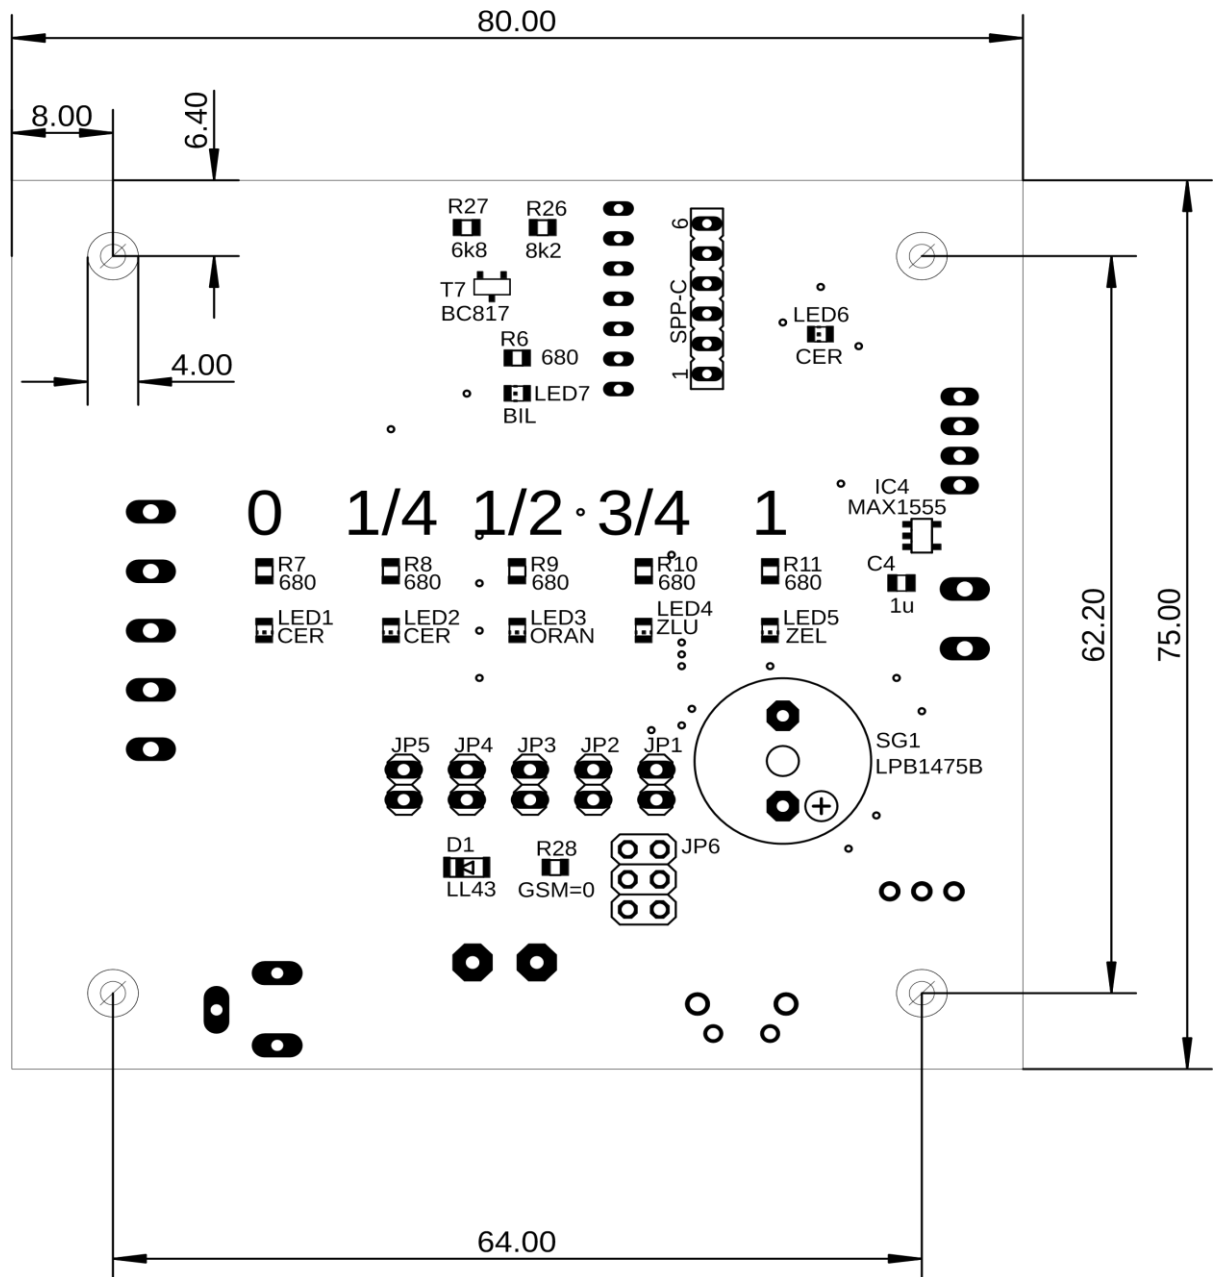 80.00
8.00
6.40
R27
R26
6k8
8k2
6
SPP-C
1
T7
BC817
LED6
CER
R6
680
4.00
LED7
BIL
IC4
MAX1555
0 1/4 1/2 3/4 1
R7
680
R8
680
R9
680
R10
680
R11
680
C4
1u
LED1
CER
LED2
CER
LED3
ORAN
LED4
ZLU
LED5
ZEL
62.20
75.00
JP5 JP4 JP3 JP2 JP1
SG1
LPB1475B
D1
LL43
R28
GSM=0
JP6
64.00